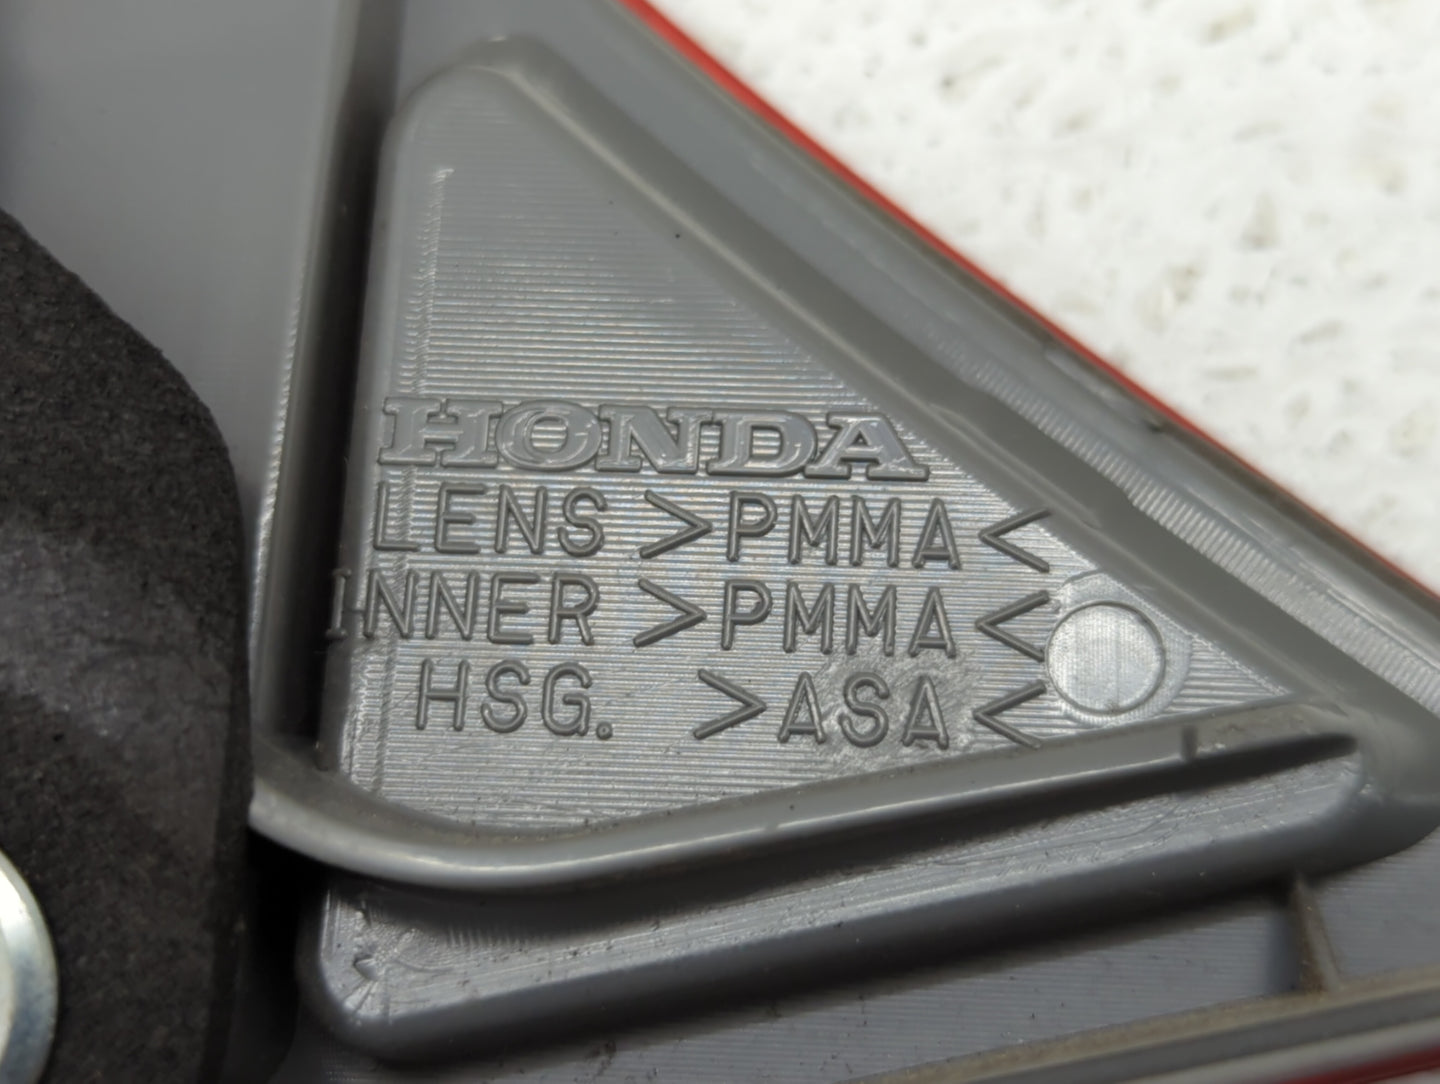 HONDA
LENS >PMMA<
INNER >PMMA<
HSG. >ASA<